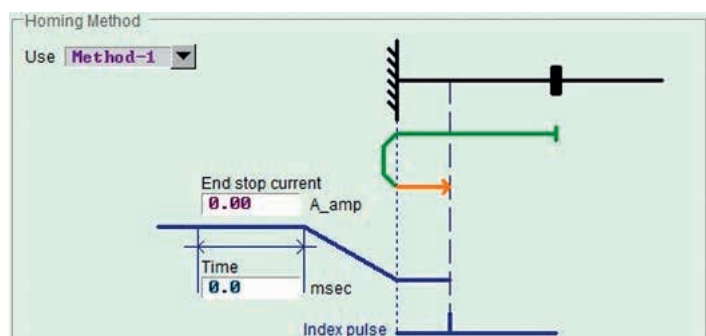 Homing Method
Use Method-1
End stop current
0.00 A_amp
Time
0.0 msec
Index pulse